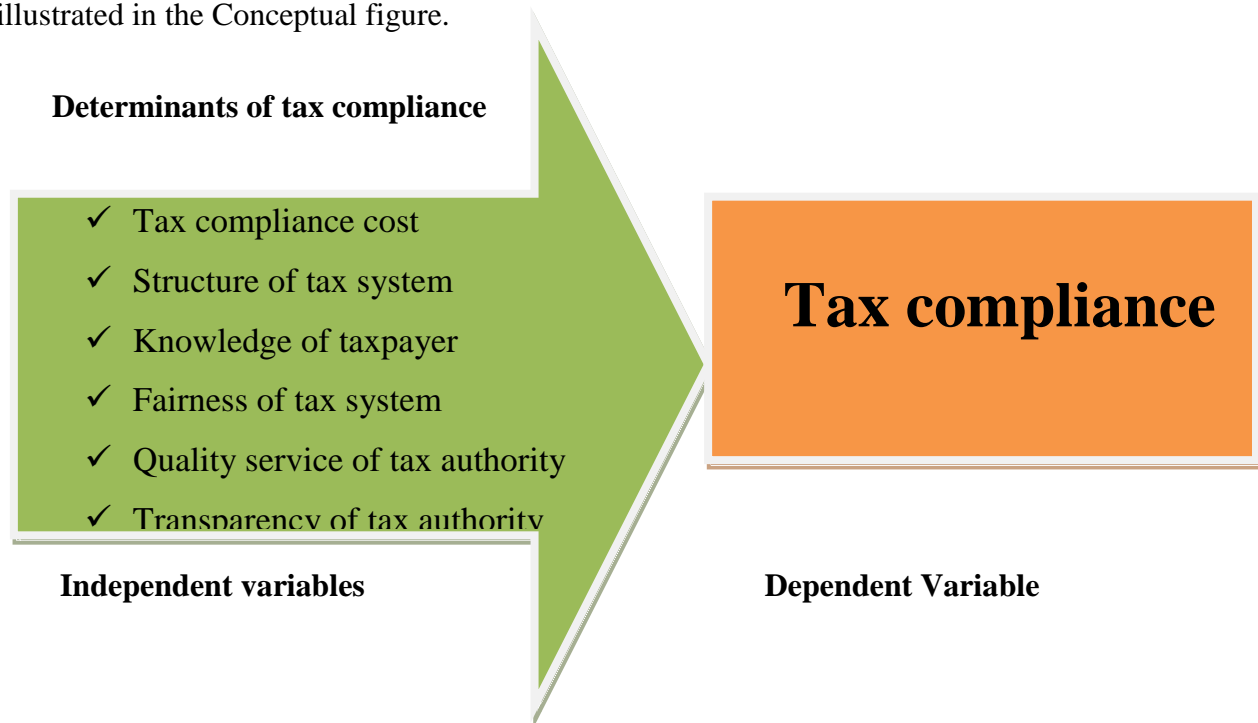 illustrated in the Conceptual figure.
Determinants of tax compliance
✓ Tax compliance cost
✓ Structure of tax system
✓ Knowledge of taxpayer
✓ Fairness of tax system
✓ Quality service of tax authority
✓ Transparency of tax authority
Tax compliance
Independent variables
Dependent Variable